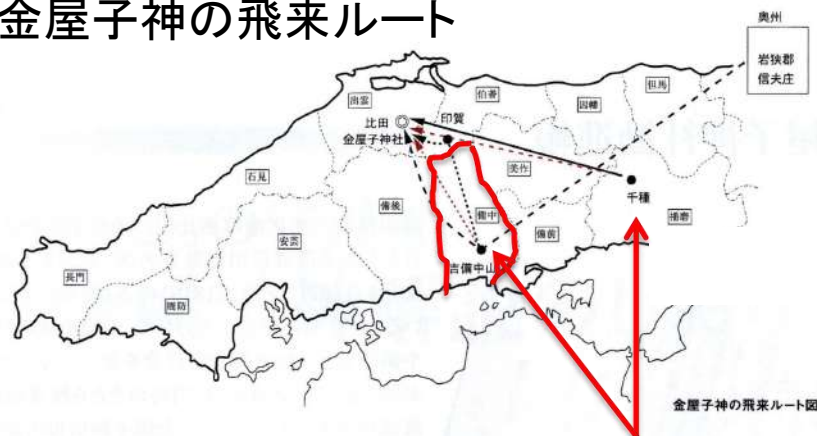 金屋子神の飛来ルート
奥州
岩狭郡
信夫庄
出雲
伯耆
因幡
但馬
比田
金屋子神社
印賀
美作
千種
播磨
石見
備後
備中
備前
安芸
吉備中山
長門
周防
金屋子神の飛来ルート図